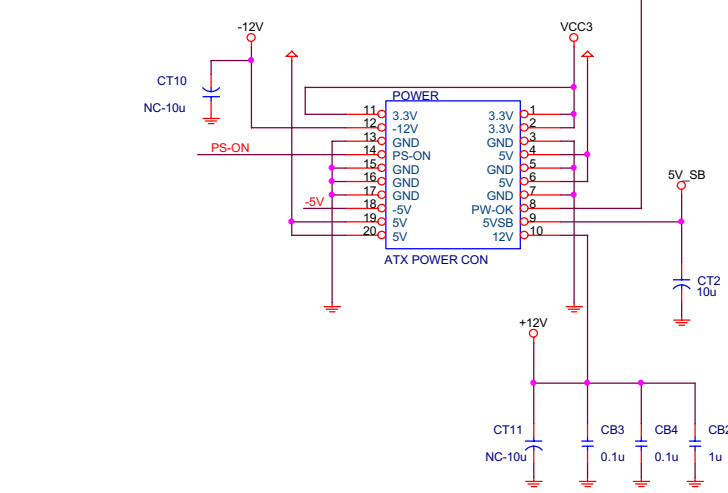 -12V
VCC3
CT10
NC-10u
POWER
11 3.3V 3.3V 1
12 -12V 3.3V 2
13 GND GND 3
PS-ON 14 PS-ON 5V 4
15 GND GND 5
16 GND 5V 6
17 GND GND 7
-5V 18 -5V PW-OK 8
19 5V 5VSB 9
20 5V 12V 10
ATX POWER CON
5V_SB
CT2
10u
+12V
CT11 CB3 CB4 CB2
NC-10u 0.1u 0.1u 1u